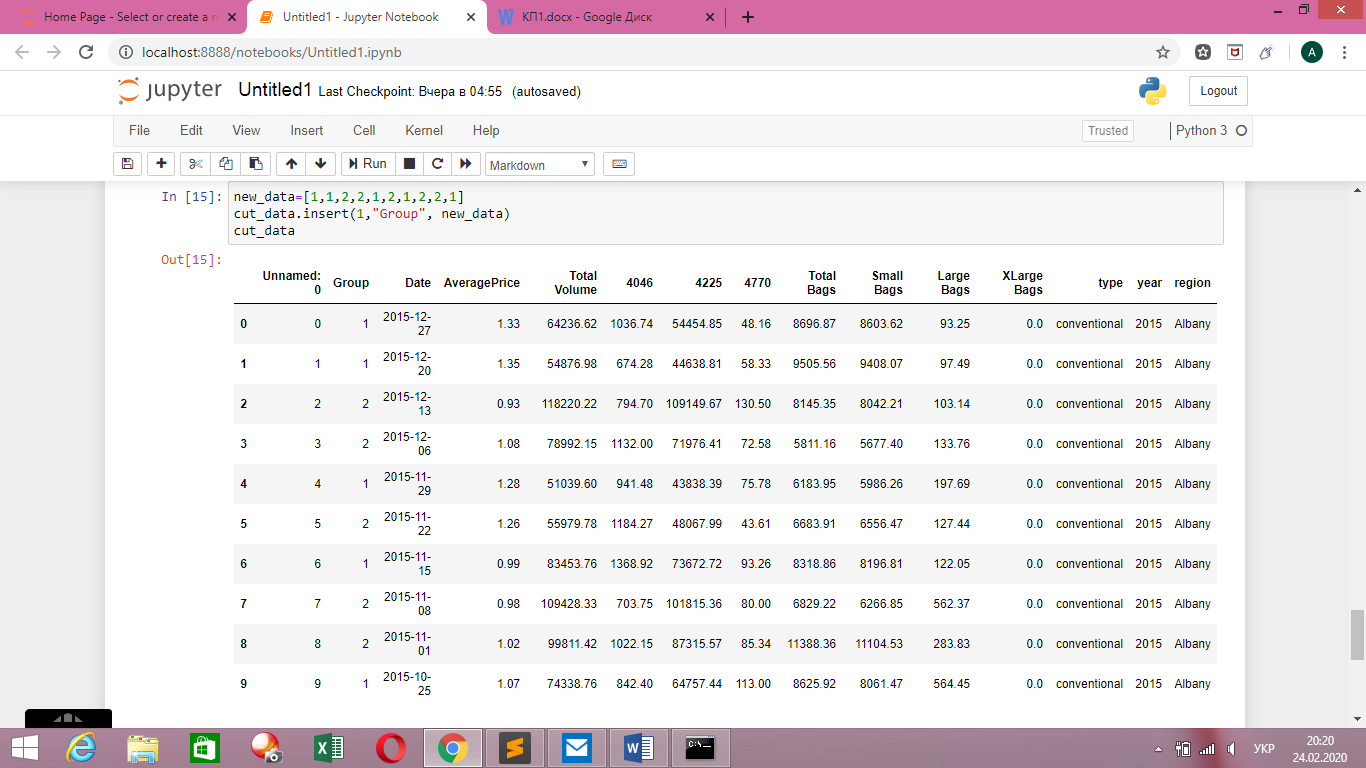 Home Page - Select or create a n
Untitled1 - Jupyter Notebook
КП1.docx - Google Диск
localhost:8888/notebooks/Untitled1.ipynb
A
jupyter Untitled1 Last Checkpoint: Вчера в 04:55 (autosaved)
Logout
File Edit View Insert Cell Kernel Help
Trusted
Python 3
Run
Markdown
In [15]: new_data=[1,1,2,2,1,2,1,2,2,1]
cut_data.insert(1,"Group", new_data)
cut_data
Out[15]:
Unnamed: 0 Group Date AveragePrice Total Volume 4046 4225 4770 Total Bags Small Bags Large Bags XLarge Bags type year region
0 0 1 2015-12-27 1.33 64236.62 1036.74 54454.85 48.16 8696.87 8603.62 93.25 0.0 conventional 2015 Albany
1 1 1 2015-12-20 1.35 54876.98 674.28 44638.81 58.33 9505.56 9408.07 97.49 0.0 conventional 2015 Albany
2 2 2 2015-12-13 0.93 118220.22 794.70 109149.67 130.50 8145.35 8042.21 103.14 0.0 conventional 2015 Albany
3 3 2 2015-12-06 1.08 78992.15 1132.00 71976.41 72.58 5811.16 5677.40 133.76 0.0 conventional 2015 Albany
4 4 1 2015-11-29 1.28 51039.60 941.48 43838.39 75.78 6183.95 5986.26 197.69 0.0 conventional 2015 Albany
5 5 2 2015-11-22 1.26 55979.78 1184.27 48067.99 43.61 6683.91 6556.47 127.44 0.0 conventional 2015 Albany
6 6 1 2015-11-15 0.99 83453.76 1368.92 73672.72 93.26 8318.86 8196.81 122.05 0.0 conventional 2015 Albany
7 7 2 2015-11-08 0.98 109428.33 703.75 101815.36 80.00 6829.22 6266.85 562.37 0.0 conventional 2015 Albany
8 8 2 2015-11-01 1.02 99811.42 1022.15 87315.57 85.34 11388.36 11104.53 283.83 0.0 conventional 2015 Albany
9 9 1 2015-10-25 1.07 74338.76 842.40 64757.44 113.00 8625.92 8061.47 564.45 0.0 conventional 2015 Albany
УКР
20:20
24.02.2020